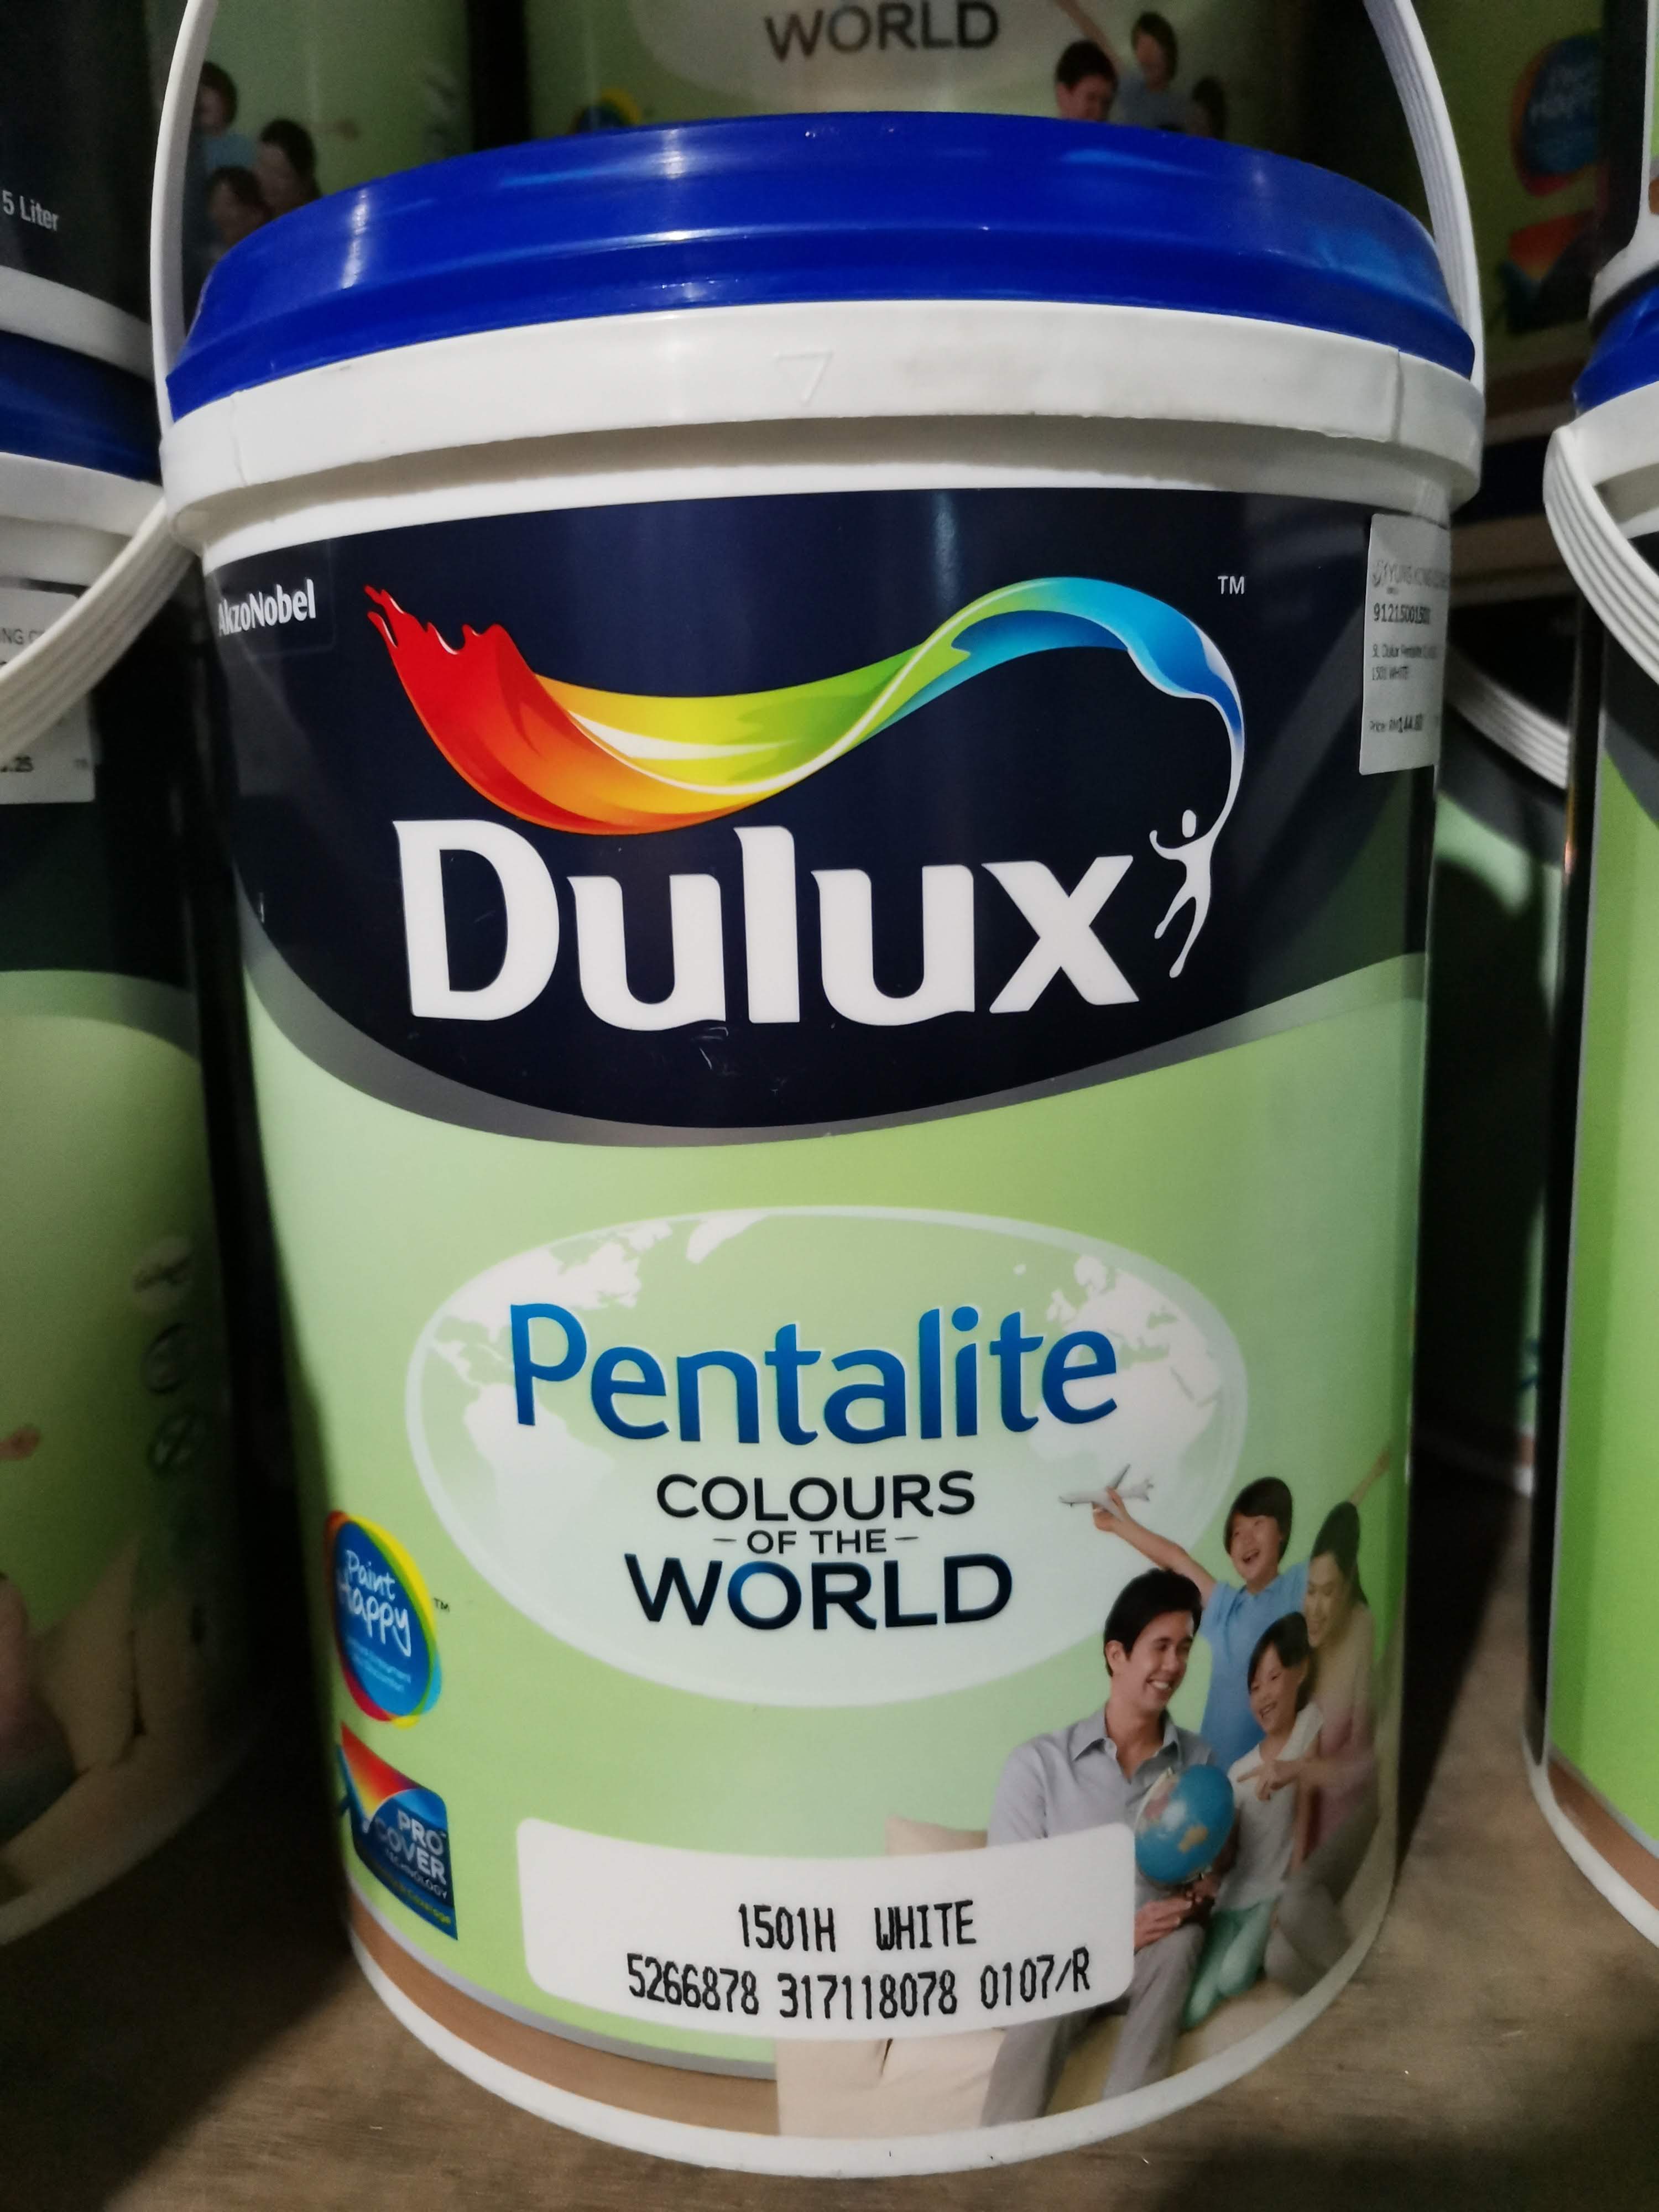 WORLD
5 Liter
AkzoNobel
TM
Dulux
Pentalite
COLOURS
- OF THE -
WORLD
Paint
Happy
TM
PRO
COVER
TECHNOLOGY
1501H WHITE
5266878 317118078 0107/R